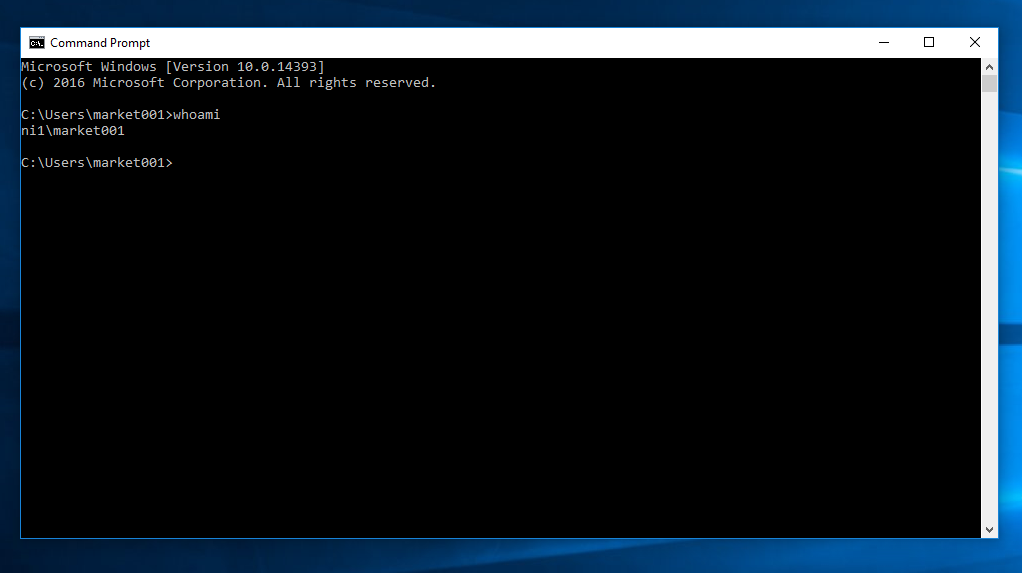 Command Prompt
Microsoft Windows [Version 10.0.14393]
(c) 2016 Microsoft Corporation. All rights reserved.
C:\Users\market001>whoami
ni1\market001
C:\Users\market001>